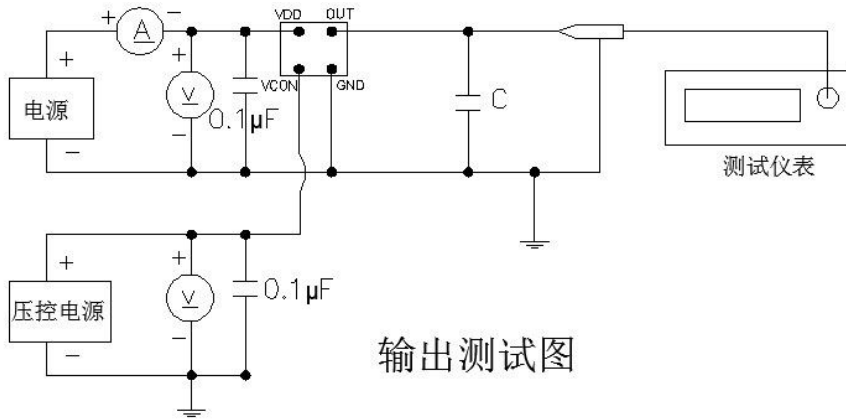 + A −
VDD OUT
+
+
电源
V
0.1μF
VCON GND
C
−
−
测试仪表
+
+
压控电源
V
0.1μF
−
−
输出测试图